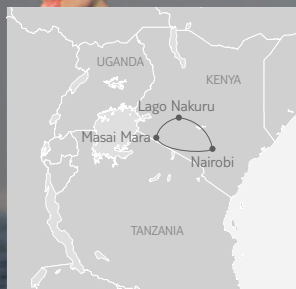 UGANDA
KENYA
Lago Nakuru
Masai Mara
Nairobi
TANZANIA